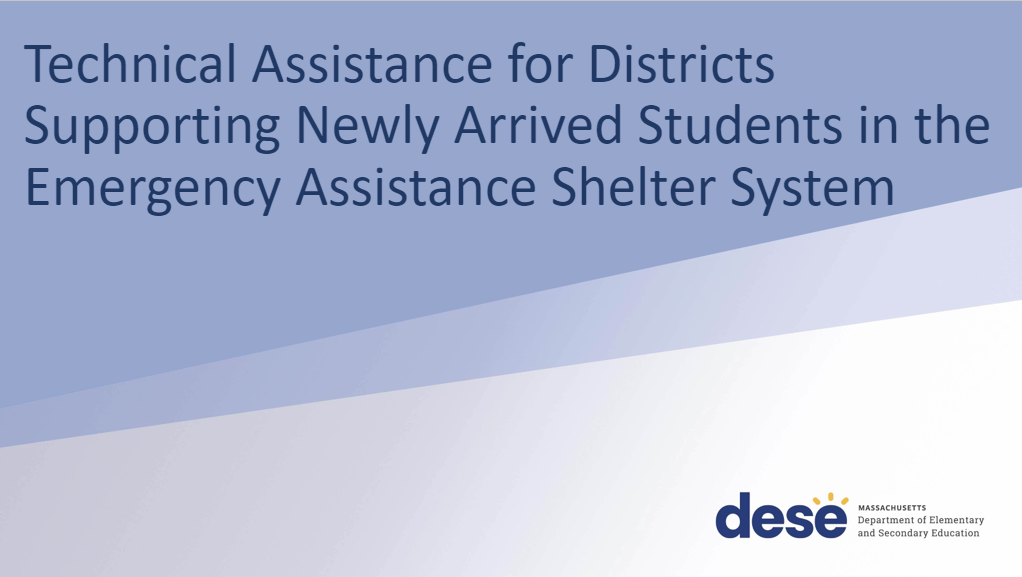 Technical Assistance for Districts
Supporting Newly Arrived Students in the
Emergency Assistance Shelter System
dese
MASSACHUSETTS
Department of Elementary
and Secondary Education